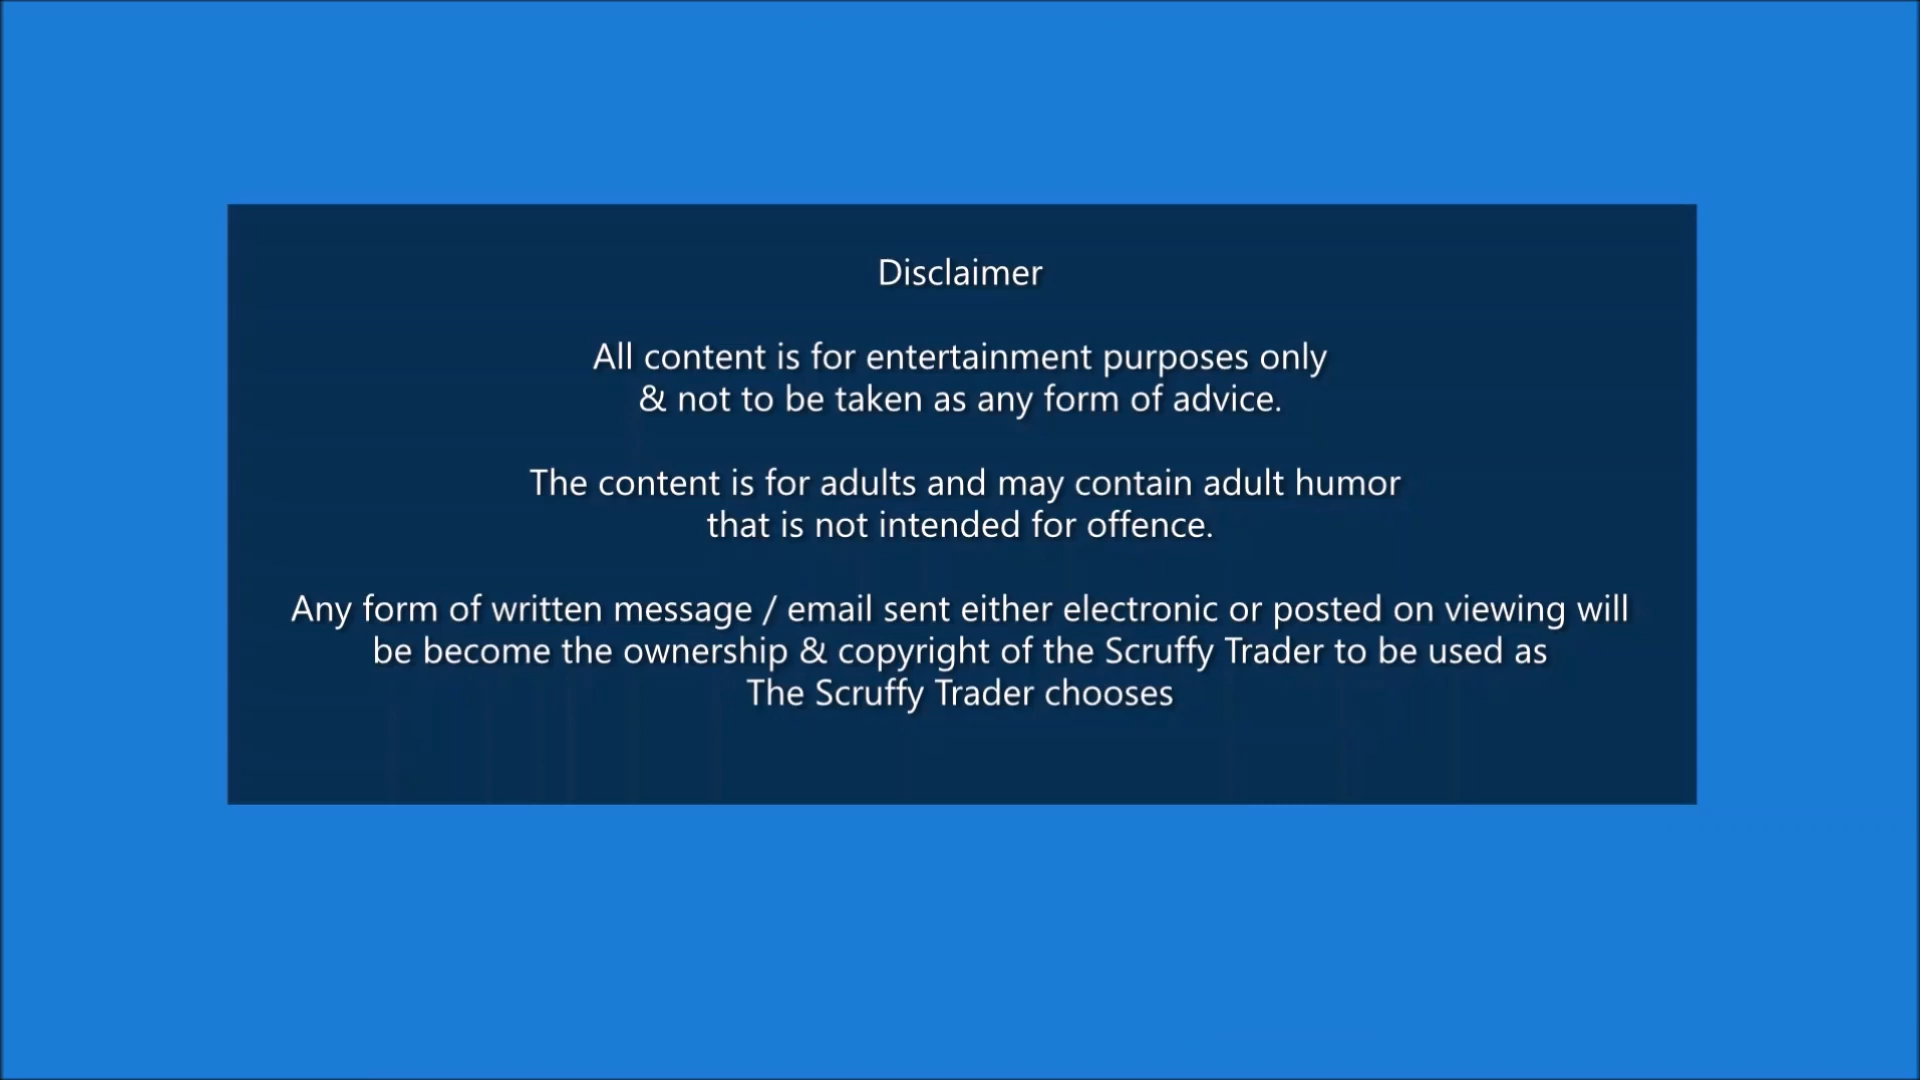 Disclaimer
All content is for entertainment purposes only
& not to be taken as any form of advice.
The content is for adults and may contain adult humor
that is not intended for offence.
Any form of written message / email sent either electronic or posted on viewing will
be become the ownership & copyright of the Scruffy Trader to be used as
The Scruffy Trader chooses